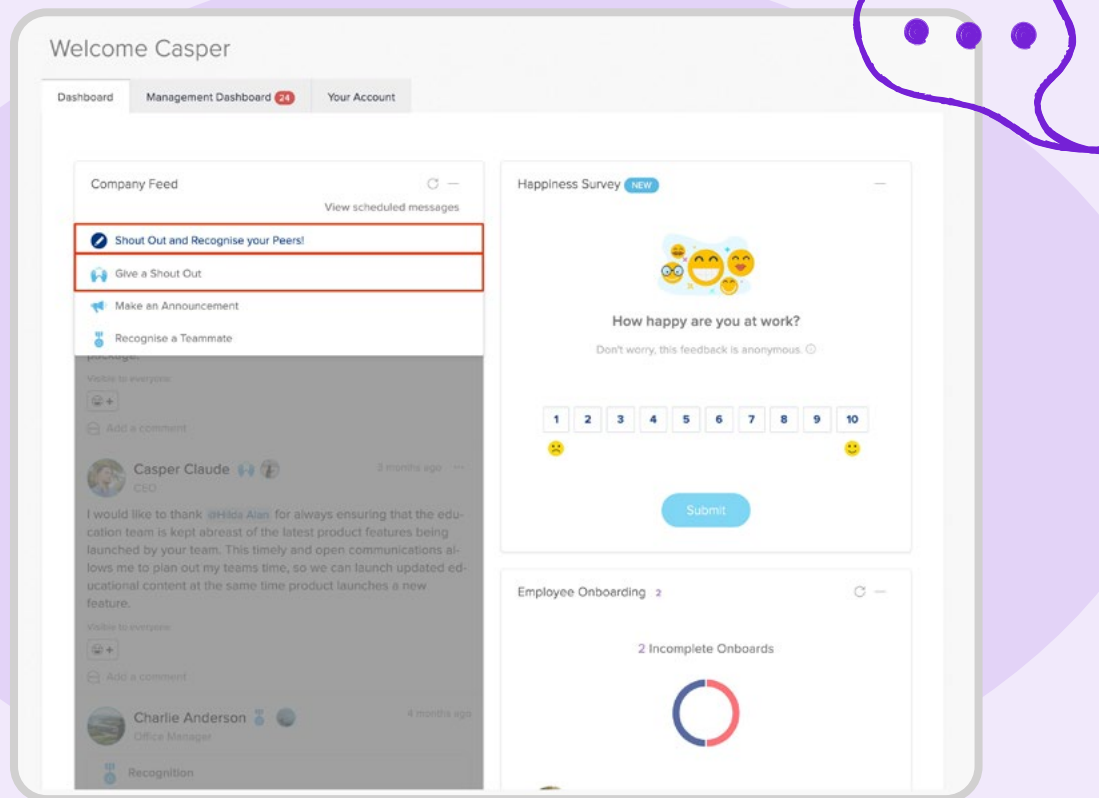 Welcome Casper
Dashboard
Management Dashboard 24
Your Account
Company Feed
View scheduled messages
Shout Out and Recognise your Peers!
Give a Shout Out
Make an Announcement
Recognise a Teammate
package.
Visible to everyone
Add a comment
Casper Claude
3 months ago
CEO
I would like to thank @Hilda Alan for always ensuring that the edu-
cation team is kept abreast of the latest product features being
launched by your team. This timely and open communications al-
lows me to plan out my teams time, so we can launch updated ed-
ucational content at the same time product launches a new
feature.
Visible to everyone
Add a comment
Charlie Anderson
4 months ago
Office Manager
Recognition
Happiness Survey NEW
How happy are you at work?
Don't worry, this feedback is anonymous.
1 2 3 4 5 6 7 8 9 10
Submit
Employee Onboarding 2
2 Incomplete Onboards